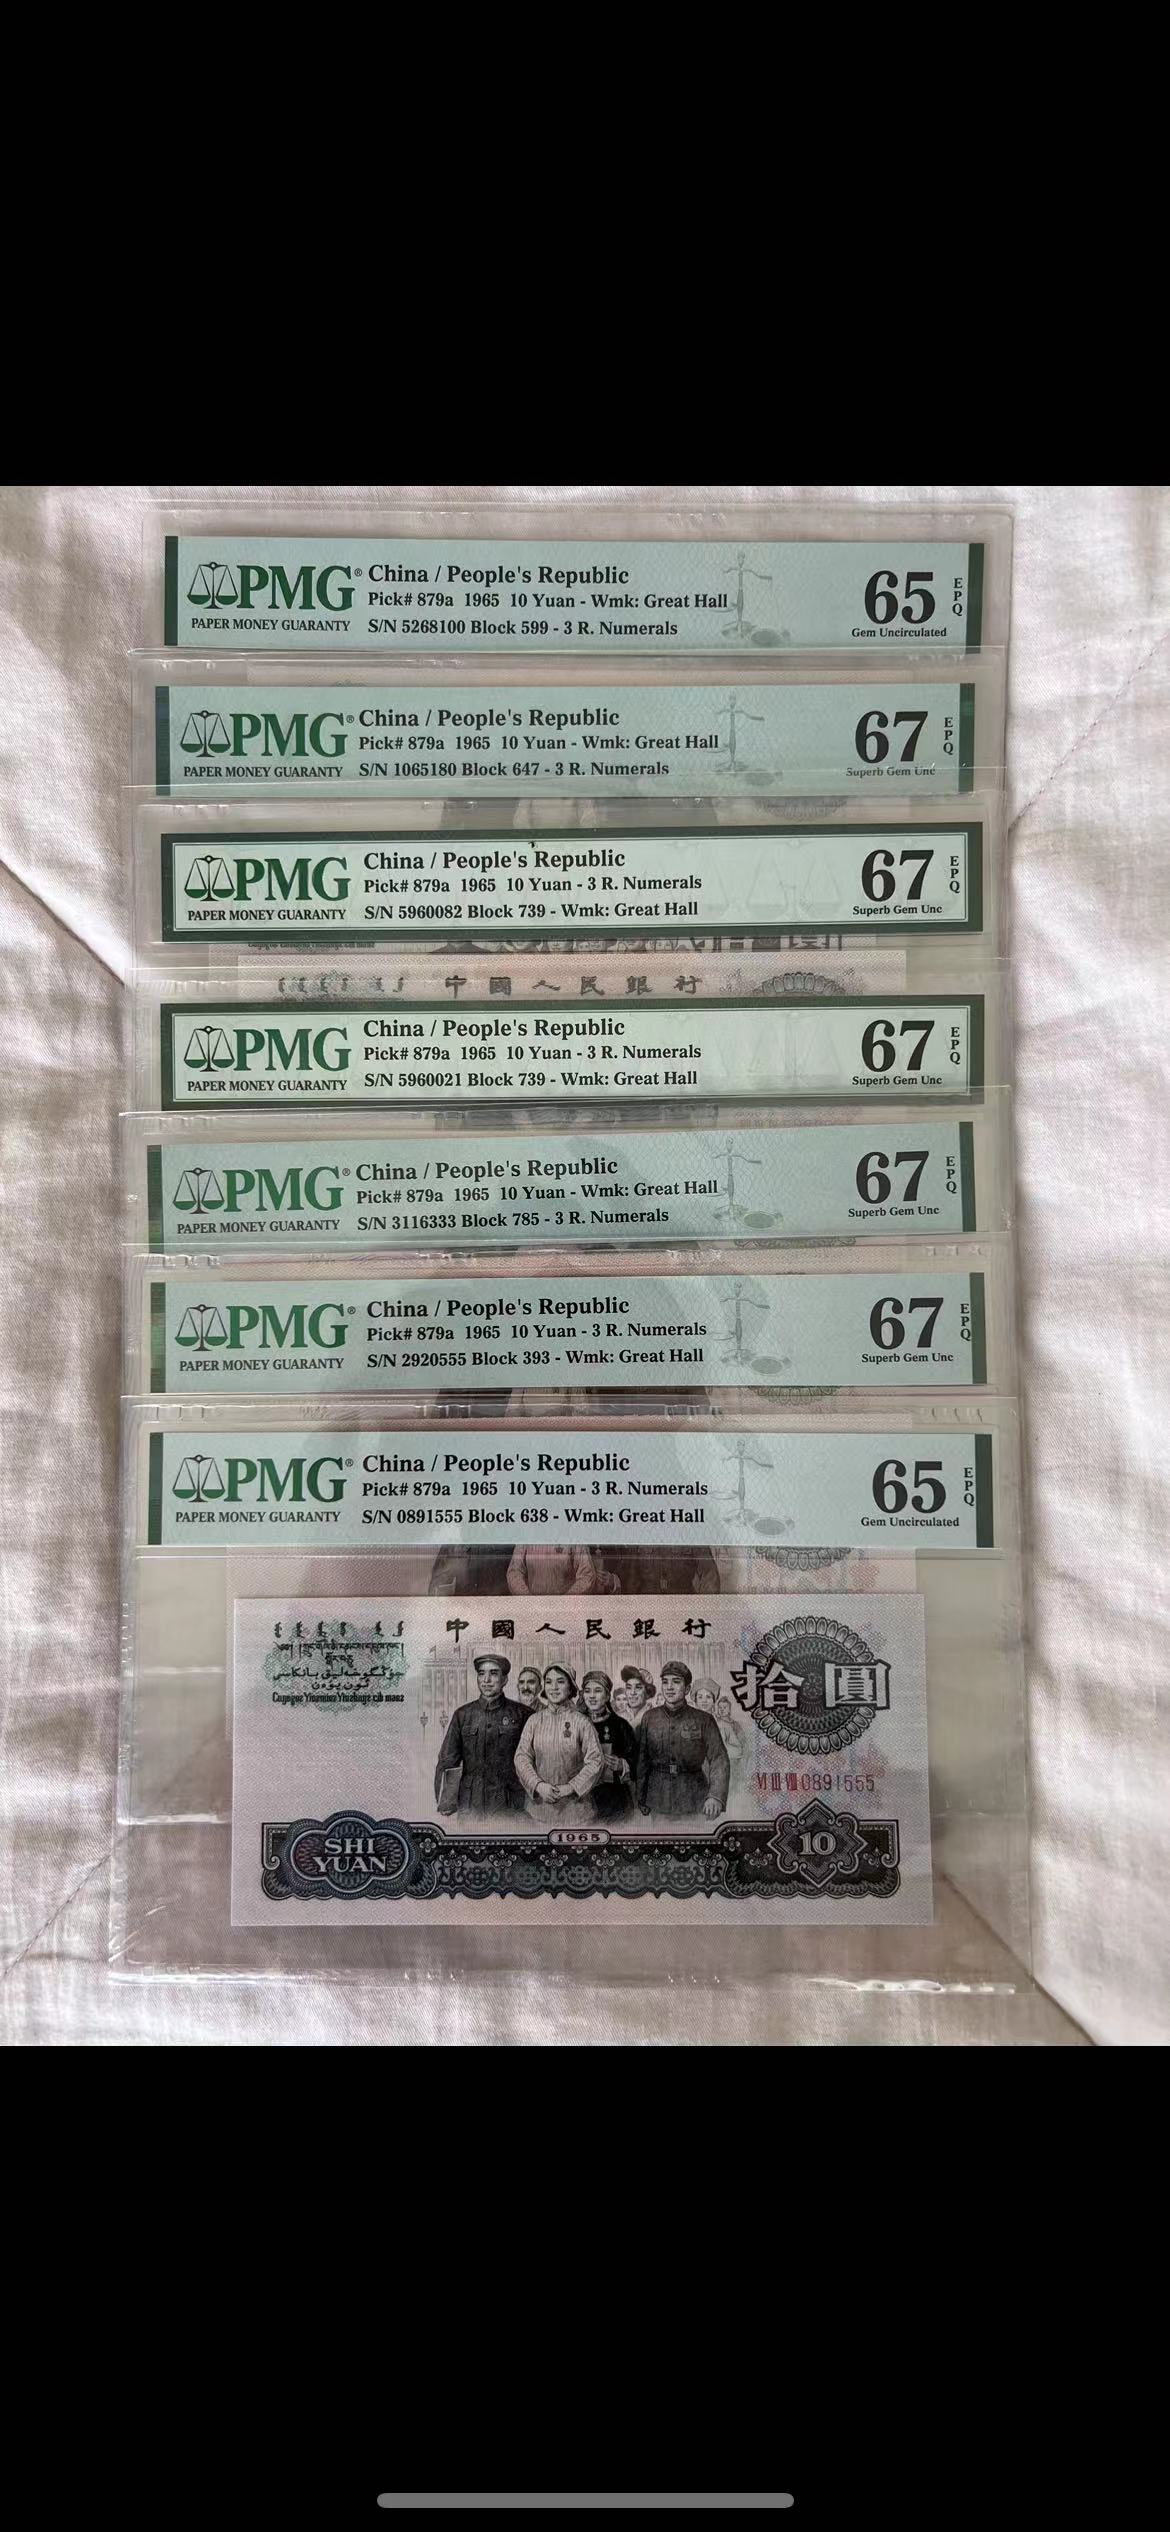 PMG® China / People's Republic
Pick# 879a 1965 10 Yuan - Wmk: Great Hall
PAPER MONEY GUARANTY S/N 5268100 Block 599 - 3 R. Numerals
65 EPQ
Gem Uncirculated
PMG® China / People's Republic
Pick# 879a 1965 10 Yuan - Wmk: Great Hall
PAPER MONEY GUARANTY S/N 1065180 Block 647 - 3 R. Numerals
67 EPQ
Superb Gem Unc
PMG China / People's Republic
Pick# 879a 1965 10 Yuan - 3 R. Numerals
PAPER MONEY GUARANTY S/N 5960082 Block 739 - Wmk: Great Hall
67 EPQ
Superb Gem Unc
中國人民銀行
PMG China / People's Republic
Pick# 879a 1965 10 Yuan - 3 R. Numerals
PAPER MONEY GUARANTY S/N 5960021 Block 739 - Wmk: Great Hall
67 EPQ
Superb Gem Unc
PMG® China / People's Republic
Pick# 879a 1965 10 Yuan - Wmk: Great Hall
PAPER MONEY GUARANTY S/N 3116333 Block 785 - 3 R. Numerals
67 EPQ
Superb Gem Unc
PMG® China / People's Republic
Pick# 879a 1965 10 Yuan - 3 R. Numerals
PAPER MONEY GUARANTY S/N 2920555 Block 393 - Wmk: Great Hall
67 EPQ
Superb Gem Unc
PMG® China / People's Republic
Pick# 879a 1965 10 Yuan - 3 R. Numerals
PAPER MONEY GUARANTY S/N 0891555 Block 638 - Wmk: Great Hall
65 EPQ
Gem Uncirculated
中國人民銀行
拾圓
VI III VIII 0891555
1965
SHI
YUAN
10